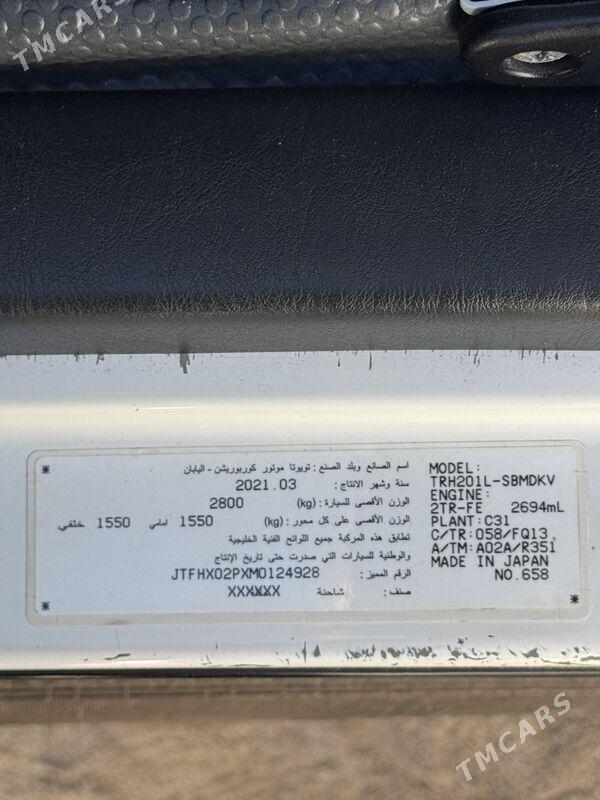 TMCARS
اسم الصانع وبلد الصنع : تويوتا موتور كوربوريشن - اليابان
سنة وشهر الانتاج : 2021.03
الوزن الأقصى للسيارة : (kg) 2800
الوزن الأقصى على كل محور : (kg) 1550 امامي 1550 خلفي
تطابق هذه المركبة جميع اللوائح الفنية الخليجية
والوطنية للسيارات التي صدرت حتى تاريخ الإنتاج
الرقم المميز : JTFHX02PXM0124928
صنف : شاحنة XXXXXX
MODEL:
TRH201L-SBMDKV
ENGINE:
2TR-FE 2694mL
PLANT:C31
C/TR:058/FQ13
A/TM:A02A/R351
MADE IN JAPAN
NO.658
TMCARS